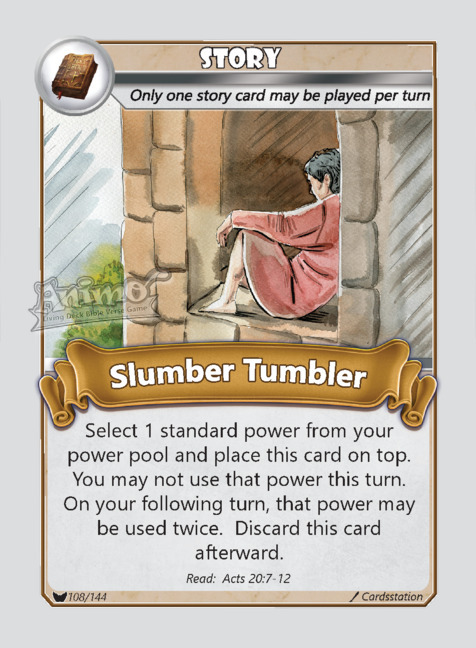 STORY
Only one story card may be played per turn
Animor
Living Deck Bible Verse Game
Slumber Tumbler
Select 1 standard power from your
power pool and place this card on top.
You may not use that power this turn.
On your following turn, that power may
be used twice. Discard this card
afterward.
Read: Acts 20:7-12
108/144
Cardsstation